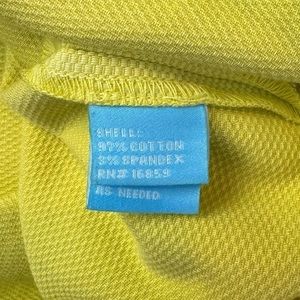 SHELL:
97% COTTON
3% SPANDEX
RN# 16859
AS NEEDED